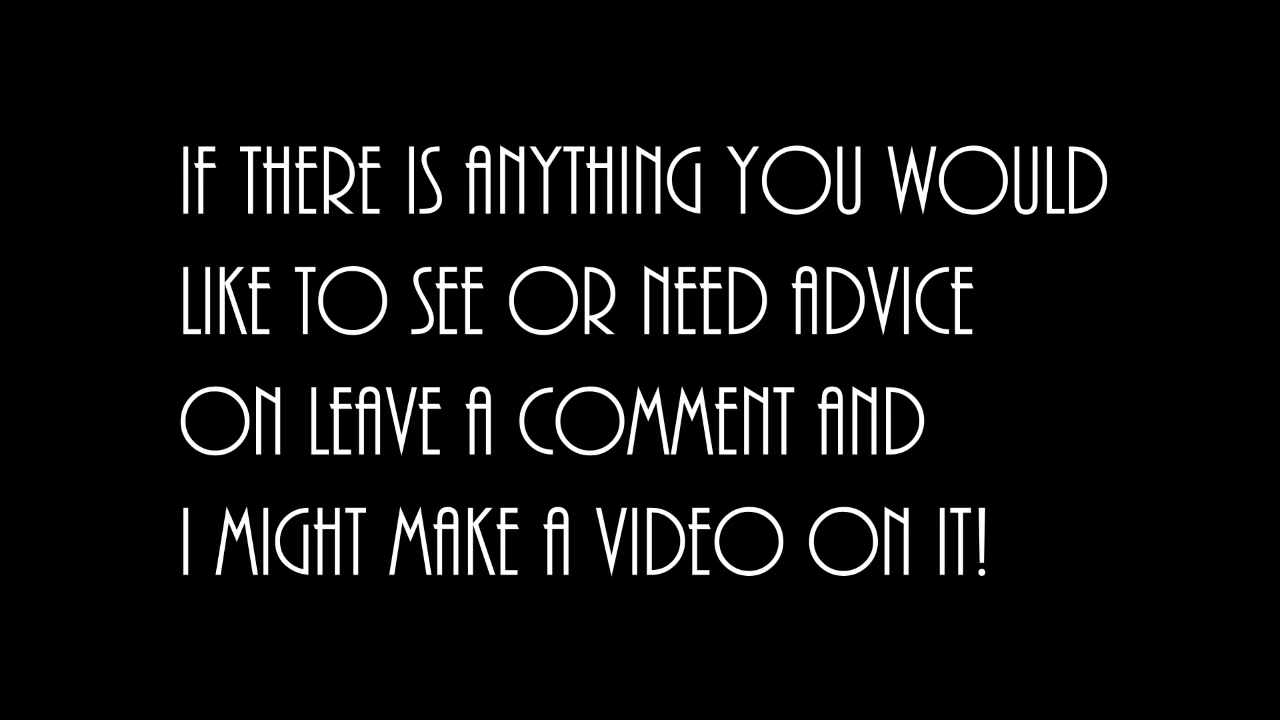 IF THERE IS ANYTHING YOU WOULD
LIKE TO SEE OR NEED ADVICE
ON LEAVE A COMMENT AND
I MIGHT MAKE A VIDEO ON IT!